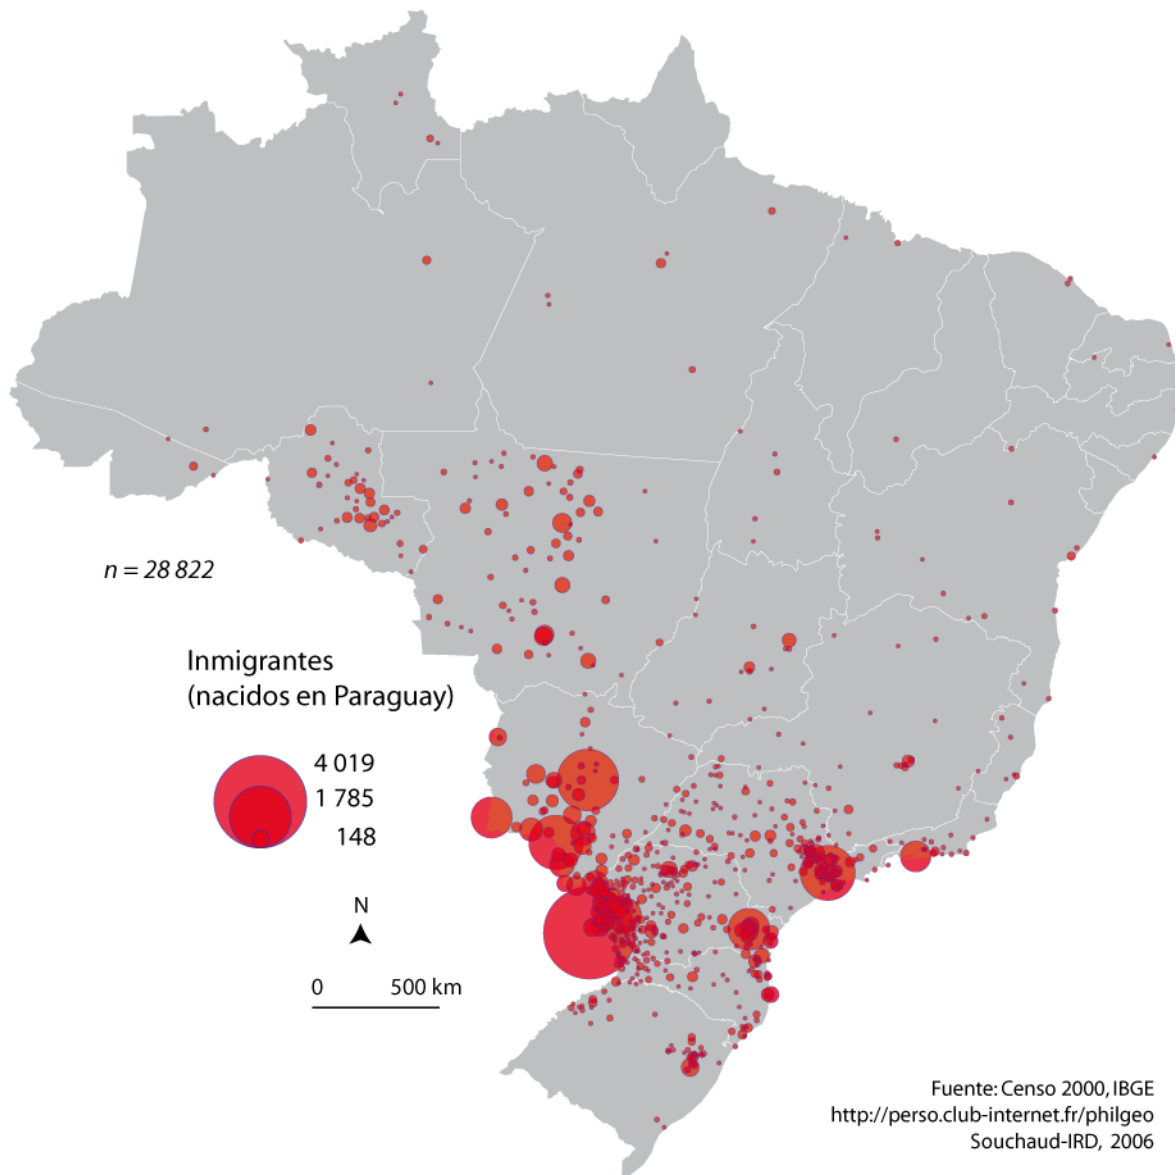 n = 28 822
Inmigrantes
(nacidos en Paraguay)
4 019
1 785
148
N
0 500 km
Fuente: Censo 2000, IBGE
http://perso.club-internet.fr/philgeo
Souchaud-IRD, 2006